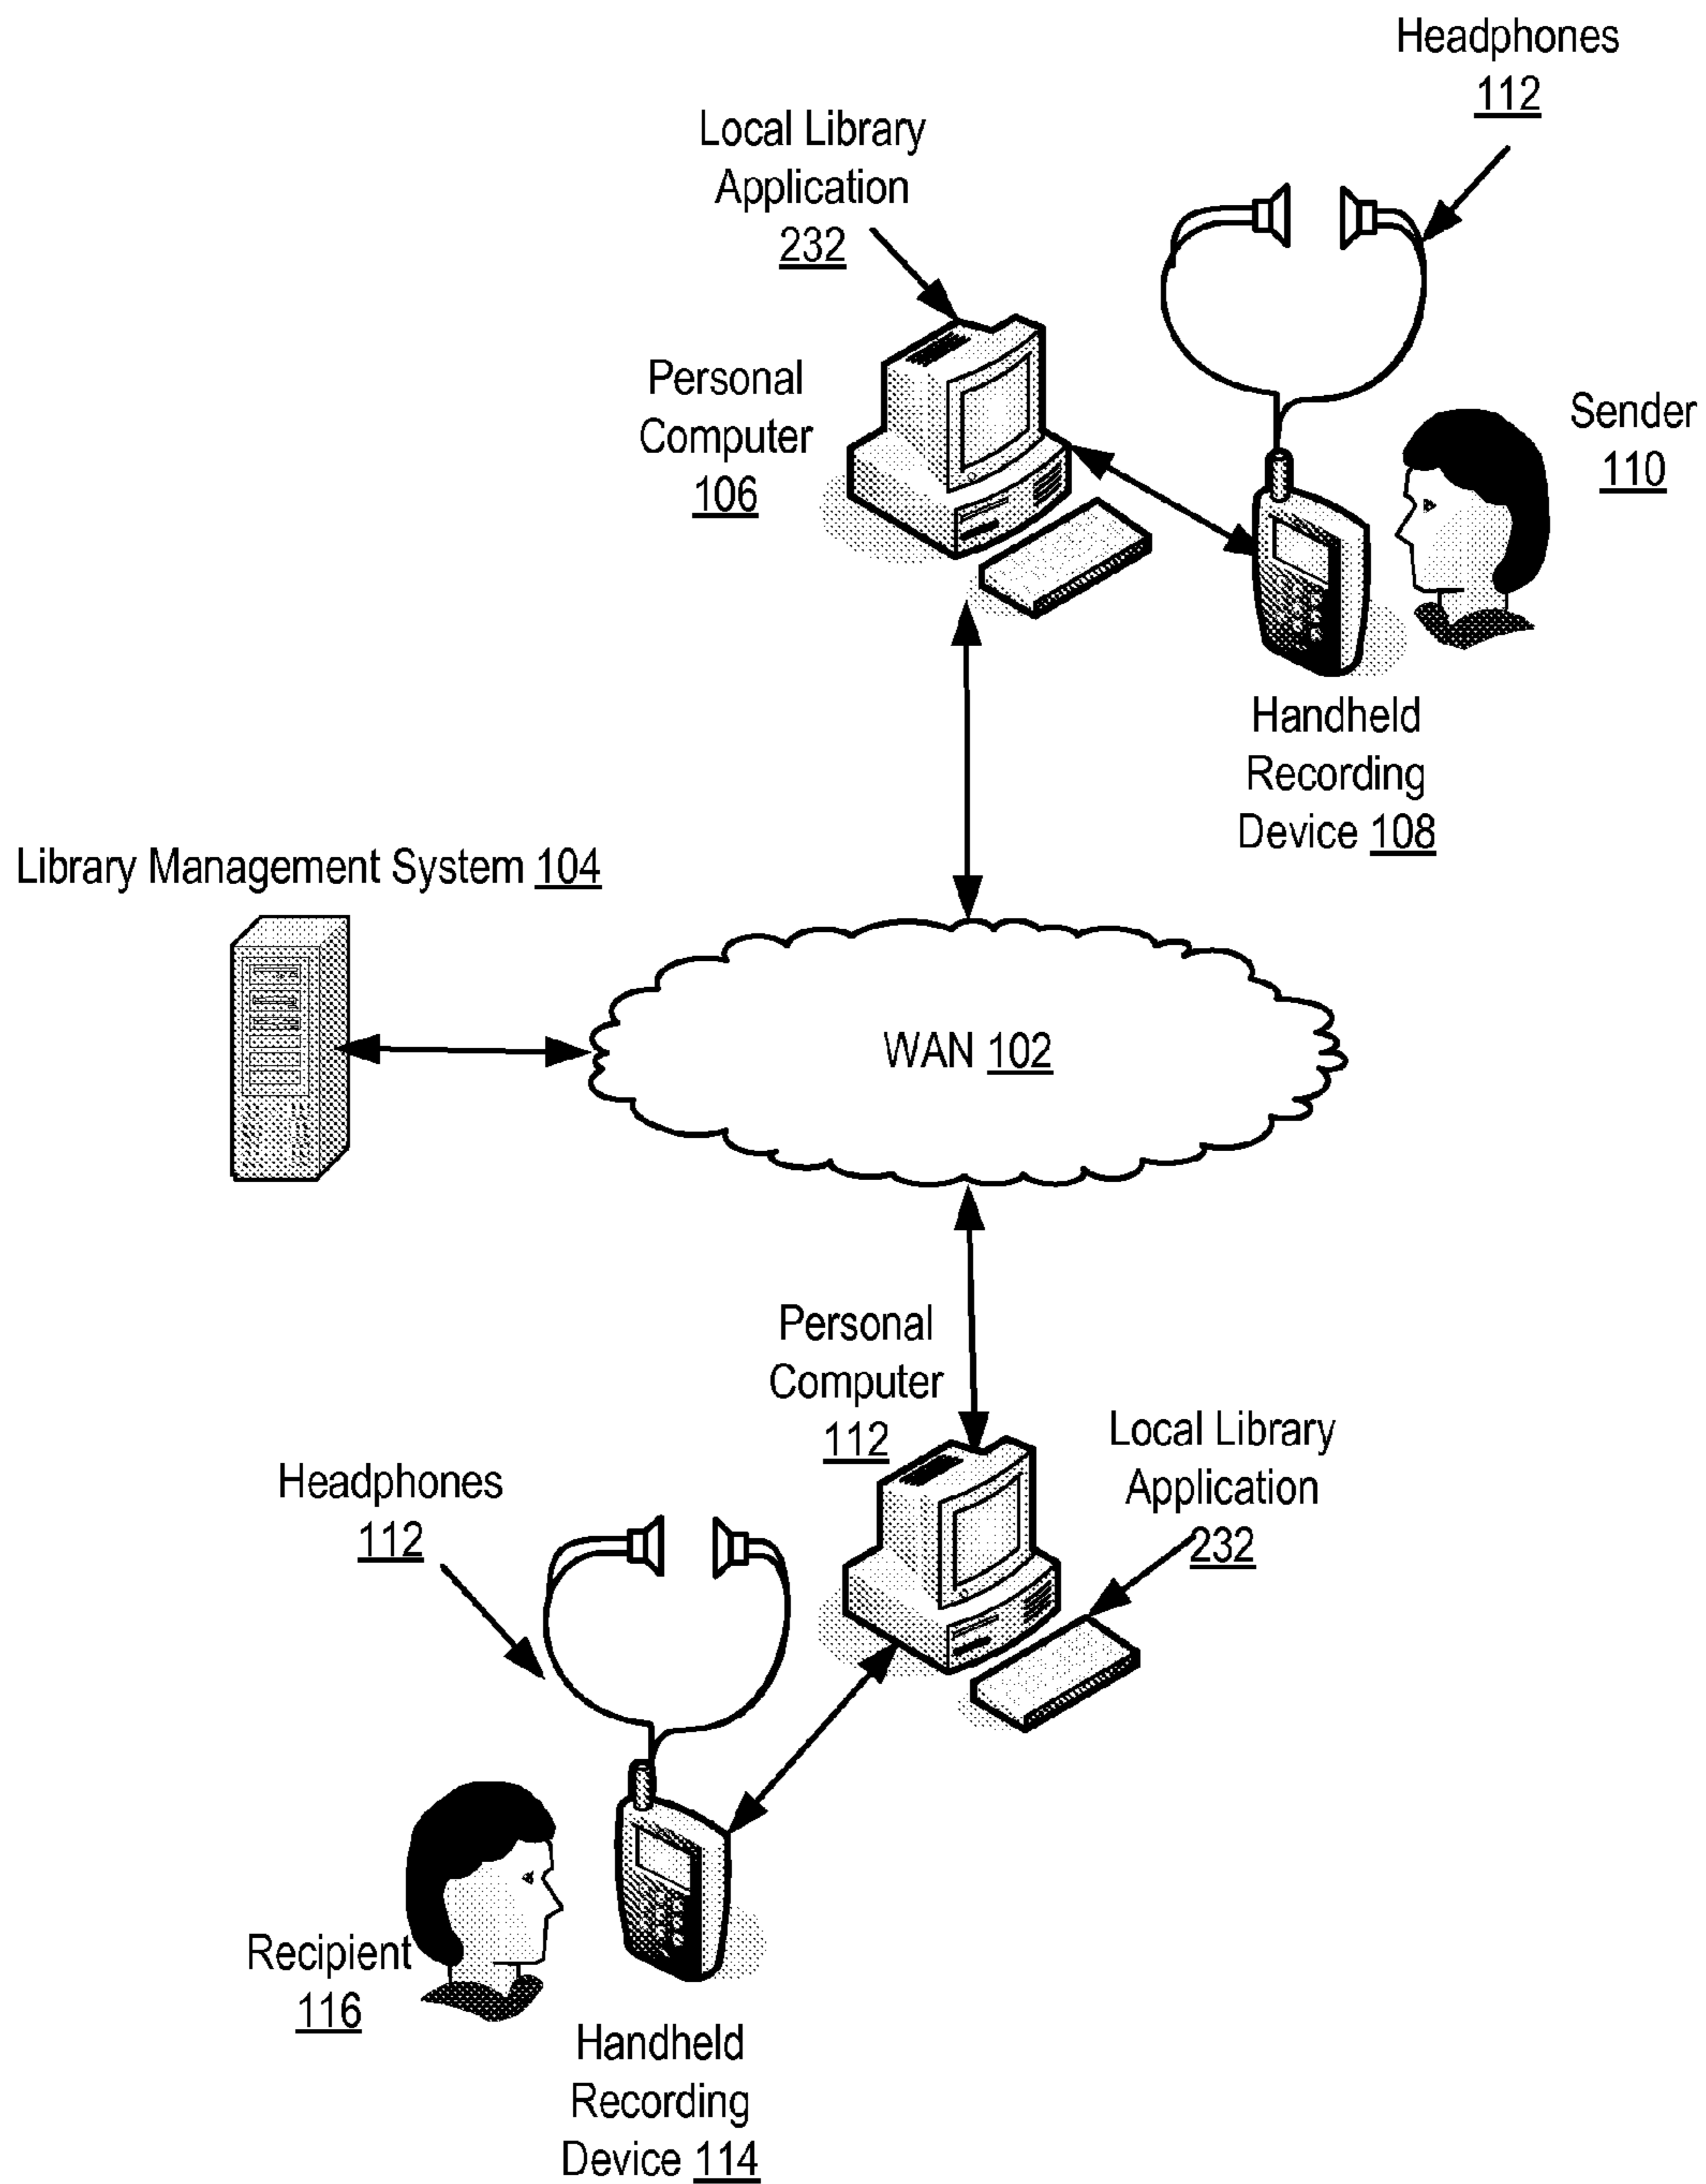 Headphones
112
Local Library
Application
232
Personal
Computer
106
Sender
110
Handheld
Recording
Device 108
Library Management System 104
WAN 102
Personal
Computer
112
Local Library
Application
232
Headphones
112
Recipient
116
Handheld
Recording
Device 114